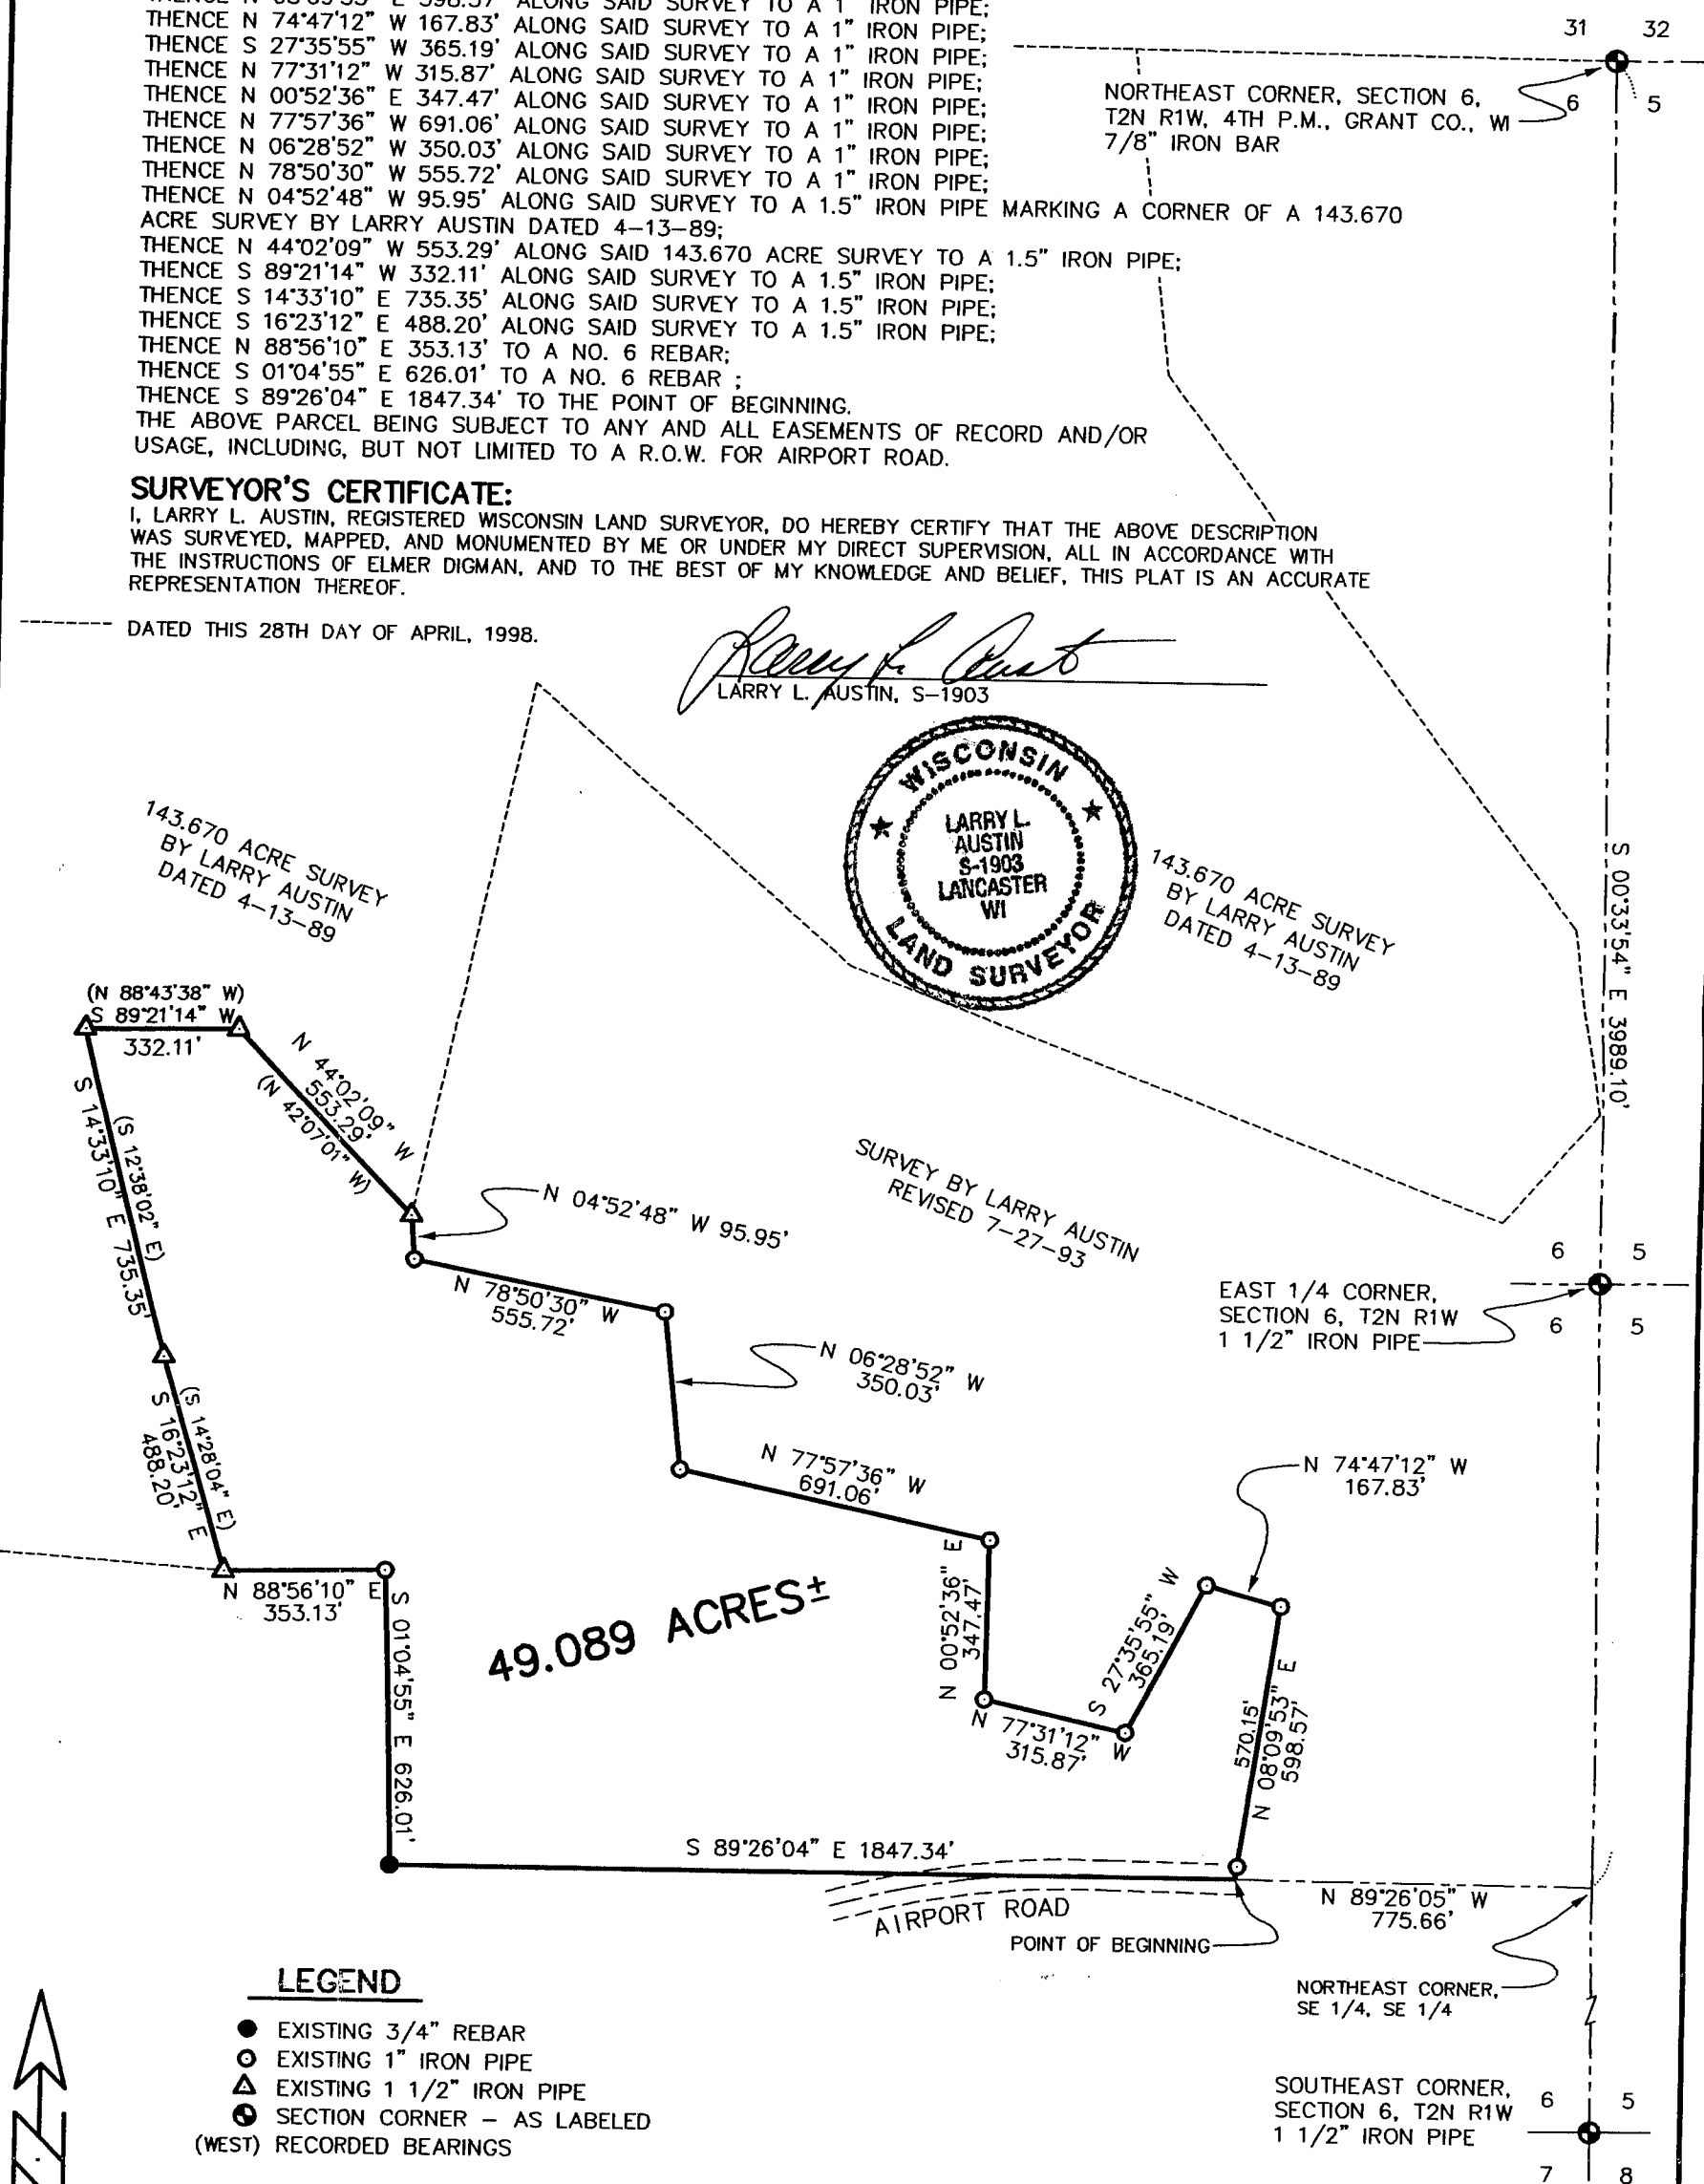 THENCE N 08°09'53" E 598.57' ALONG SAID SURVEY TO A 1" IRON PIPE;
THENCE N 74°47'12" W 167.83' ALONG SAID SURVEY TO A 1" IRON PIPE;
THENCE S 27°35'55" W 365.19' ALONG SAID SURVEY TO A 1" IRON PIPE;
THENCE N 77°31'12" W 315.87' ALONG SAID SURVEY TO A 1" IRON PIPE;
THENCE N 00°52'36" E 347.47' ALONG SAID SURVEY TO A 1" IRON PIPE;
THENCE N 77°57'36" W 691.06' ALONG SAID SURVEY TO A 1" IRON PIPE;
THENCE N 06°28'52" W 350.03' ALONG SAID SURVEY TO A 1" IRON PIPE;
THENCE N 78°50'30" W 555.72' ALONG SAID SURVEY TO A 1" IRON PIPE;
THENCE N 04°52'48" W 95.95' ALONG SAID SURVEY TO A 1.5" IRON PIPE MARKING A CORNER OF A 143.670
ACRE SURVEY BY LARRY AUSTIN DATED 4-13-89;
THENCE N 44°02'09" W 553.29' ALONG SAID 143.670 ACRE SURVEY TO A 1.5" IRON PIPE;
THENCE S 89°21'14" W 332.11' ALONG SAID SURVEY TO A 1.5" IRON PIPE;
THENCE S 14°33'10" E 735.35' ALONG SAID SURVEY TO A 1.5" IRON PIPE;
THENCE S 16°23'12" E 488.20' ALONG SAID SURVEY TO A 1.5" IRON PIPE;
THENCE N 88°56'10" E 353.13' TO A NO. 6 REBAR;
THENCE S 01°04'55" E 626.01' TO A NO. 6 REBAR ;
THENCE S 89°26'04" E 1847.34' TO THE POINT OF BEGINNING.
THE ABOVE PARCEL BEING SUBJECT TO ANY AND ALL EASEMENTS OF RECORD AND/OR
USAGE, INCLUDING, BUT NOT LIMITED TO A R.O.W. FOR AIRPORT ROAD.
SURVEYOR'S CERTIFICATE:
I, LARRY L. AUSTIN, REGISTERED WISCONSIN LAND SURVEYOR, DO HEREBY CERTIFY THAT THE ABOVE DESCRIPTION
WAS SURVEYED, MAPPED, AND MONUMENTED BY ME OR UNDER MY DIRECT SUPERVISION, ALL IN ACCORDANCE WITH
THE INSTRUCTIONS OF ELMER DIGMAN, AND TO THE BEST OF MY KNOWLEDGE AND BELIEF, THIS PLAT IS AN ACCURATE
REPRESENTATION THEREOF.
DATED THIS 28TH DAY OF APRIL, 1998.
Larry L. Aust
LARRY L. AUSTIN, S-1903
31 32
6 5
NORTHEAST CORNER, SECTION 6,
T2N R1W, 4TH P.M., GRANT CO., WI
7/8" IRON BAR
WISCONSIN
LARRY L.
AUSTIN
S-1903
LANCASTER
WI
LAND SURVEYOR
143.670 ACRE SURVEY
BY LARRY AUSTIN
DATED 4-13-89
143.670 ACRE SURVEY
BY LARRY AUSTIN
DATED 4-13-89
S 00°33'54" E 3989.10'
(N 88°43'38" W)
S 89°21'14" W
332.11'
N 44°02'09" W
553.29'
(N 42°07'01" W)
(S 12°38'02" E)
S 14°33'10" E 735.35'
N 04°52'48" W 95.95'
SURVEY BY LARRY AUSTIN
REVISED 7-27-93
6 5
EAST 1/4 CORNER,
SECTION 6, T2N R1W
1 1/2" IRON PIPE
6 5
N 78°50'30" W
555.72'
N 06°28'52" W
350.03'
(S 14°28'04" E)
S 16°23'12" E
488.20'
N 77°57'36" W
691.06'
N 74°47'12" W
167.83'
N 88°56'10" E
353.13'
S 01°04'55" E 626.01'
49.089 ACRES±
N 00°52'36" E
347.47'
S 27°35'55" W
365.19'
N 77°31'12" W
315.87'
570.15'
N 08°09'53" E
598.57'
S 89°26'04" E 1847.34'
AIRPORT ROAD
POINT OF BEGINNING
N 89°26'05" W
775.66'
NORTHEAST CORNER,
SE 1/4, SE 1/4
LEGEND
EXISTING 3/4" REBAR
EXISTING 1" IRON PIPE
EXISTING 1 1/2" IRON PIPE
SECTION CORNER - AS LABELED
(WEST) RECORDED BEARINGS
SOUTHEAST CORNER,
SECTION 6, T2N R1W
1 1/2" IRON PIPE
6 5
7 8
N